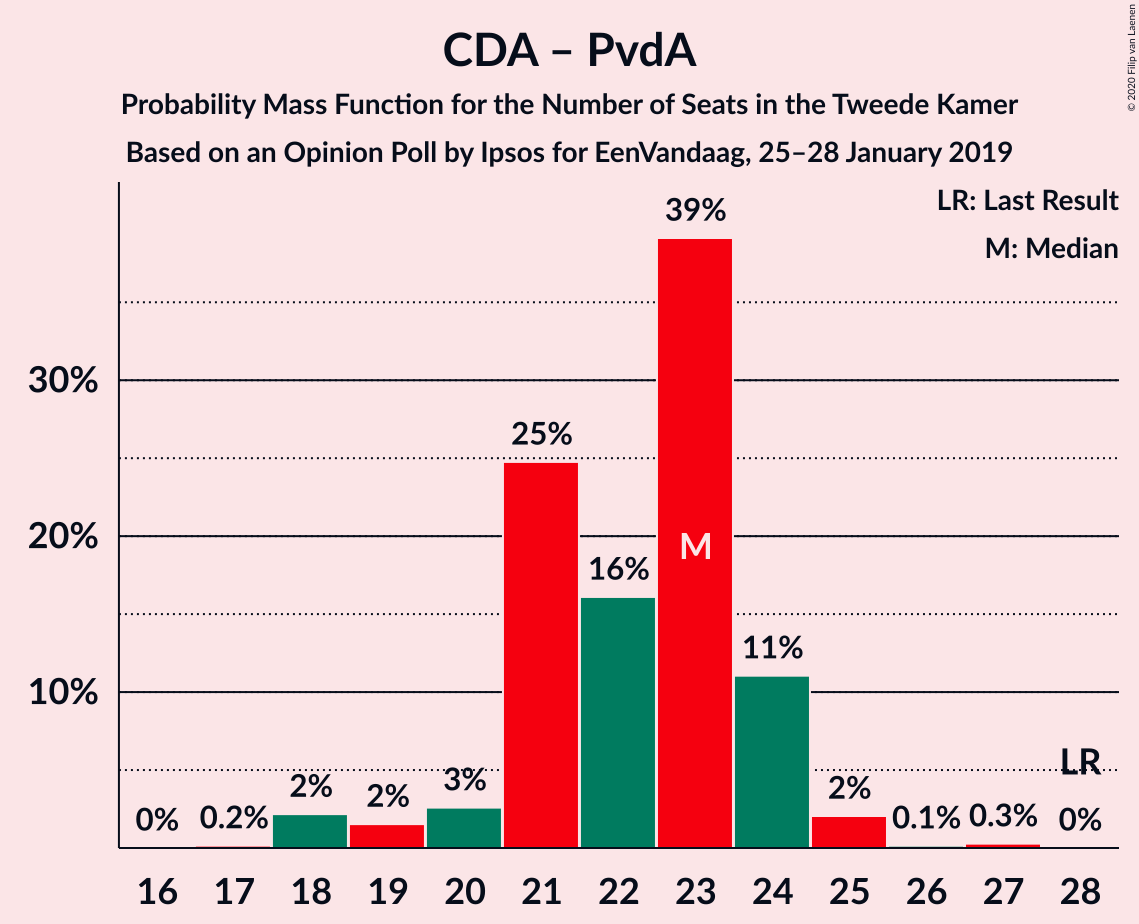 CDA – PvdA
Probability Mass Function for the Number of Seats in the Tweede Kamer
Based on an Opinion Poll by Ipsos for EenVandaag, 25–28 January 2019
© 2020 Filip van Laenen
LR: Last Result
M: Median
39%
30%
25%
20%
M
16%
11%
10%
LR
0%
0.2%
2%
2%
3%
2%
0.1%
0.3%
0%
16 17 18 19 20 21 22 23 24 25 26 27 28